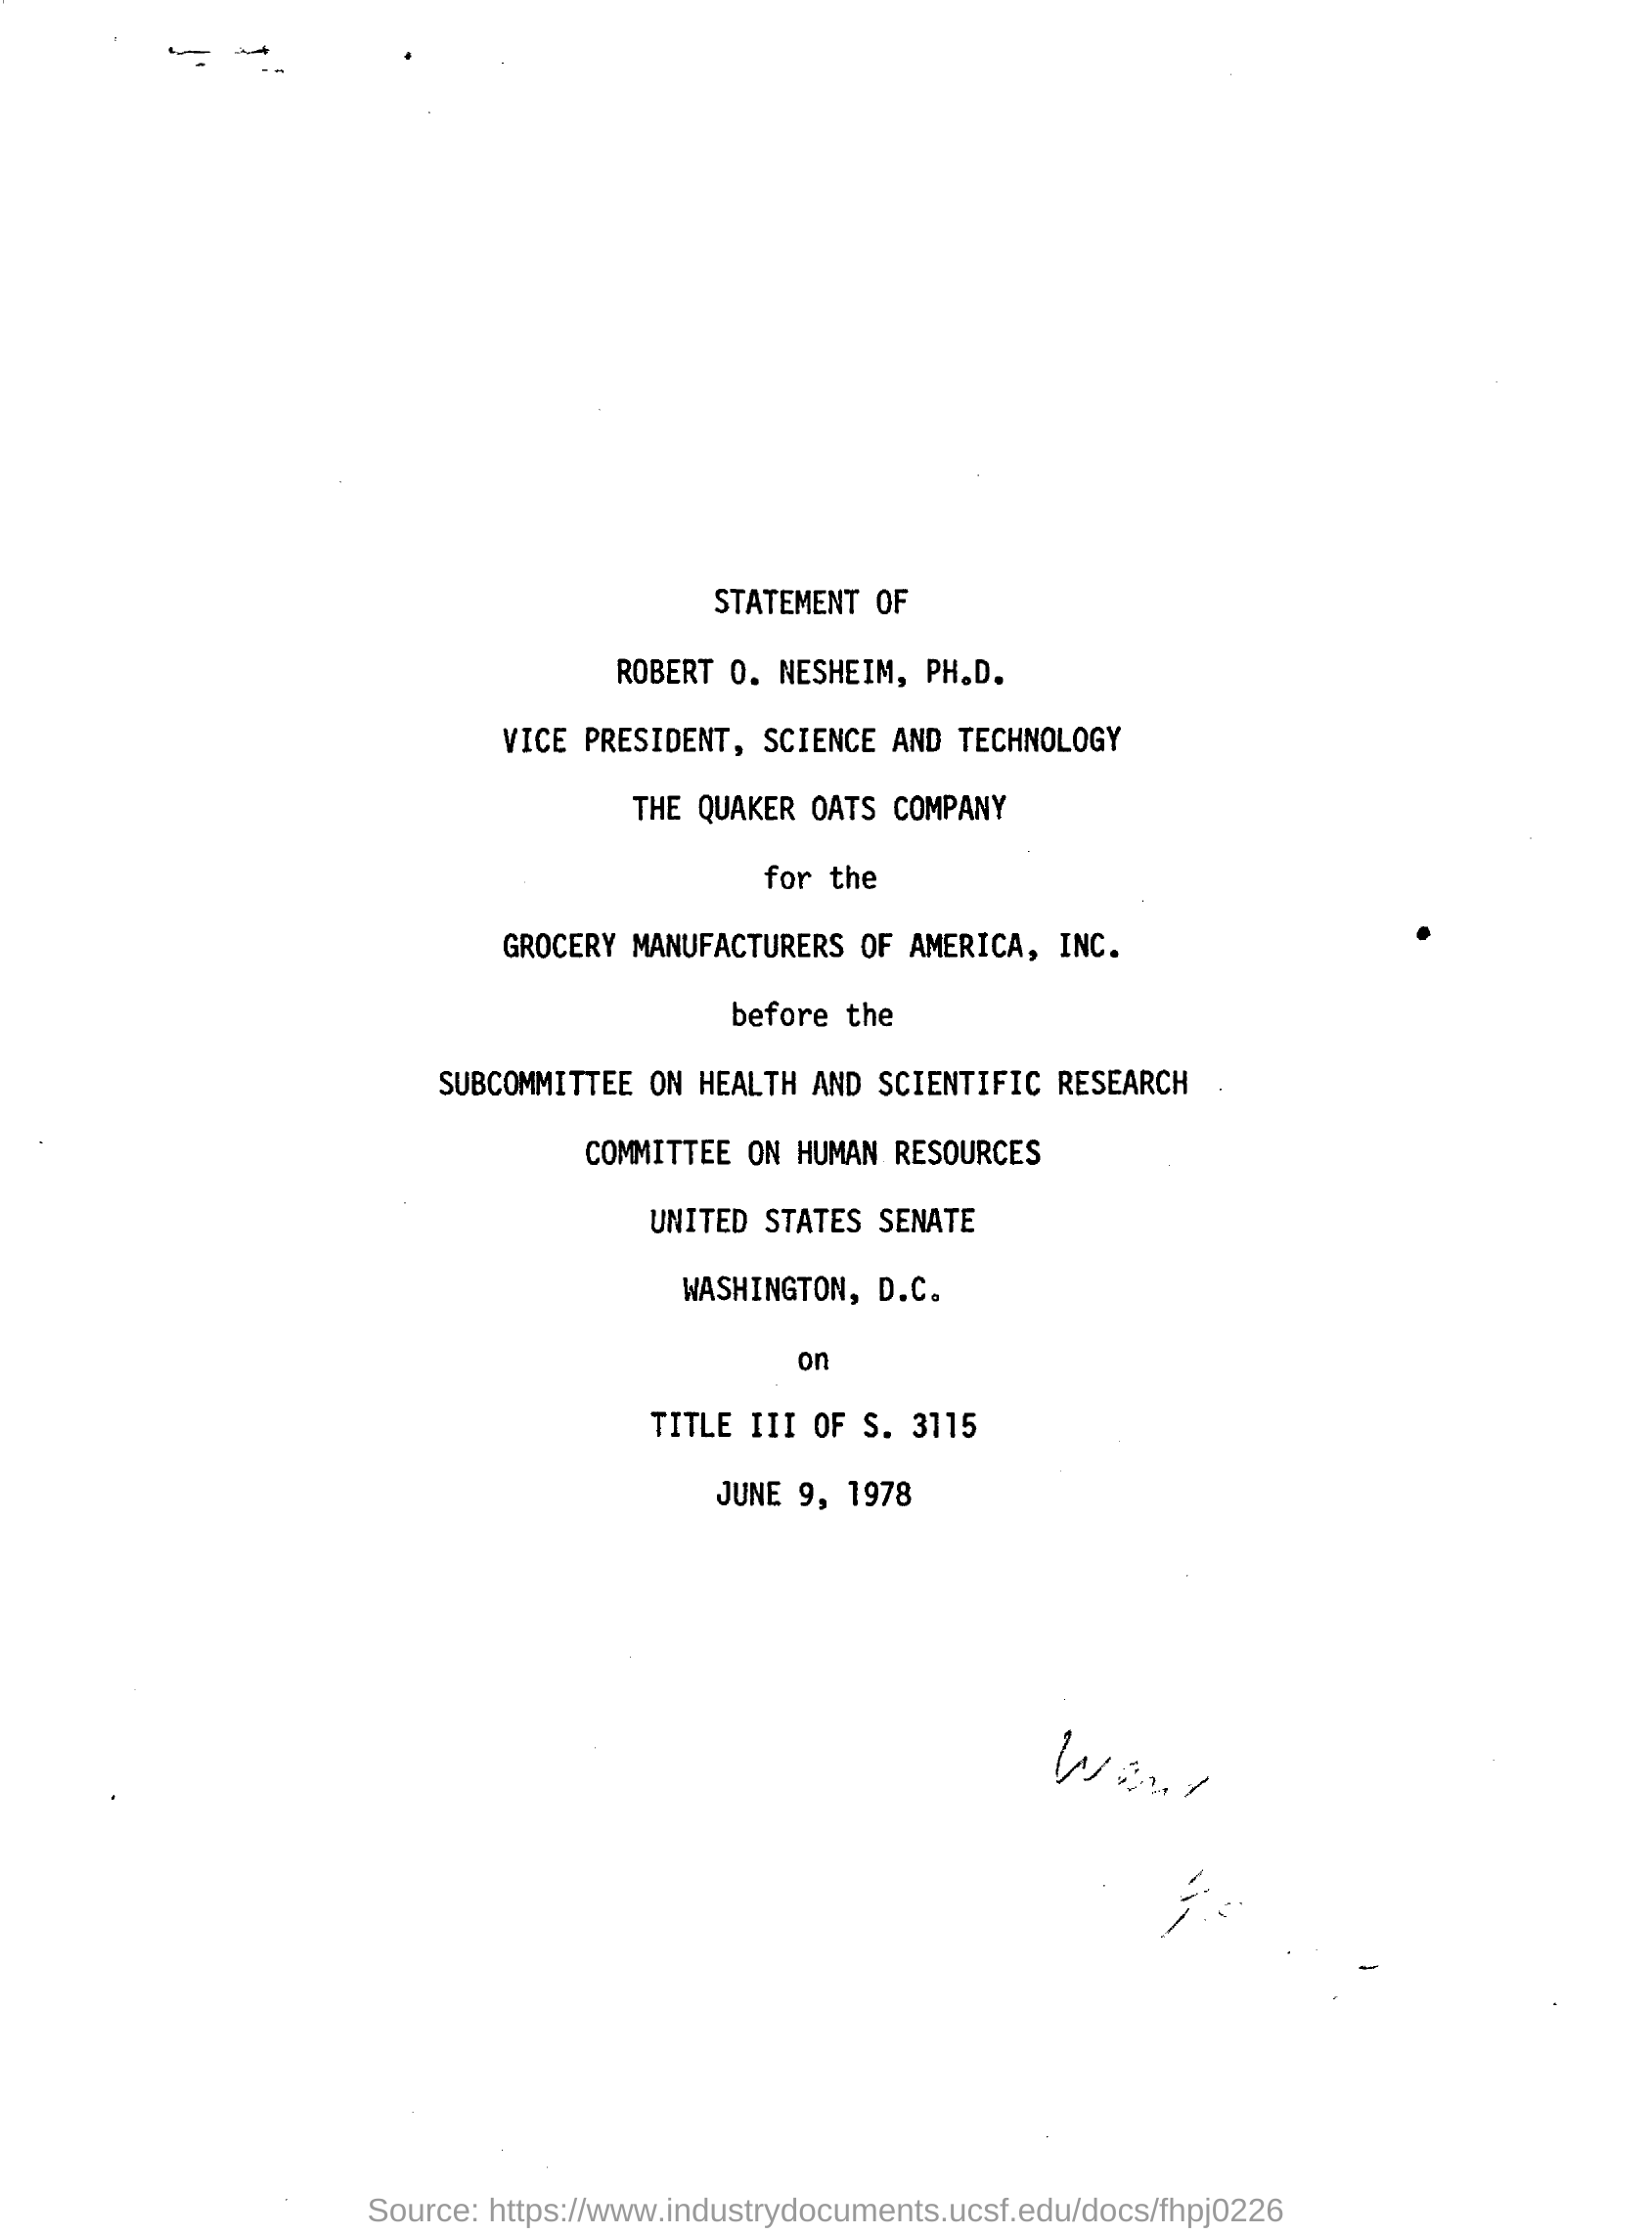 STATEMENT OF
ROBERT O. NESHEIM, PH.D.
VICE PRESIDENT, SCIENCE AND TECHNOLOGY
THE QUAKER OATS COMPANY
for the
GROCERY MANUFACTURERS OF AMERICA, INC.
before the
SUBCOMMITTEE ON HEALTH AND SCIENTIFIC RESEARCH
COMMITTEE ON HUMAN RESOURCES
UNITED STATES SENATE
WASHINGTON, D.C.
on
TITLE III OF S. 3115
JUNE 9, 1978
Source: https://www.industrydocuments.ucsf.edu/docs/fhpj0226